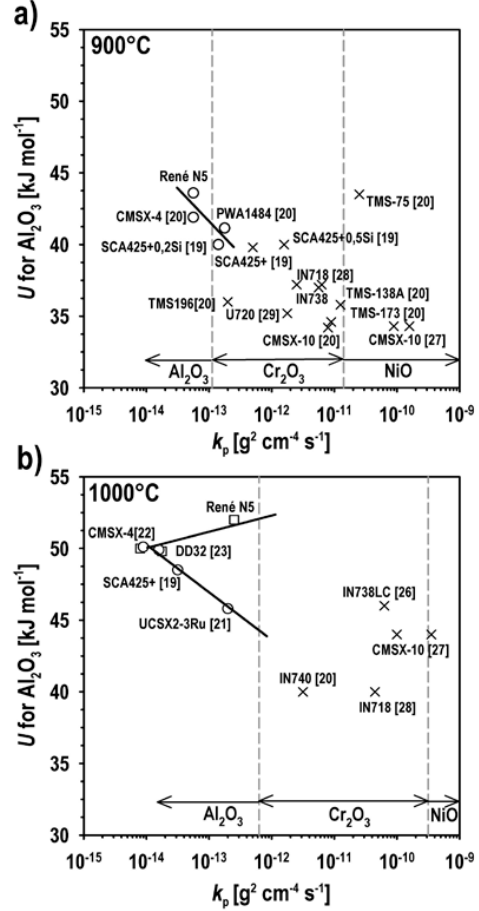 a)
900°C
55
50
45
40
35
30
U for Al₂O₃ [kJ mol⁻¹]
René N5
CMSX-4 [20]
PWA1484 [20]
TMS-75 [20]
SCA425+0,2Si [19]
SCA425+0,5Si [19]
SCA425+ [19]
IN718 [28]
IN738
TMS-138A [20]
TMS196[20]
U720 [29]
TMS-173 [20]
CMSX-10 [20]
CMSX-10 [27]
Al₂O₃
Cr₂O₃
NiO
10⁻¹⁵ 10⁻¹⁴ 10⁻¹³ 10⁻¹² 10⁻¹¹ 10⁻¹⁰ 10⁻⁹
kₚ [g² cm⁻⁴ s⁻¹]
b)
1000°C
55
50
45
40
35
30
U for Al₂O₃ [kJ mol⁻¹]
René N5
CMSX-4[22]
DD32 [23]
SCA425+ [19]
UCSX2-3Ru [21]
IN738LC [26]
CMSX-10 [27]
IN740 [20]
IN718 [28]
Al₂O₃
Cr₂O₃
NiO
10⁻¹⁵ 10⁻¹⁴ 10⁻¹³ 10⁻¹² 10⁻¹¹ 10⁻¹⁰ 10⁻⁹
kₚ [g² cm⁻⁴ s⁻¹]